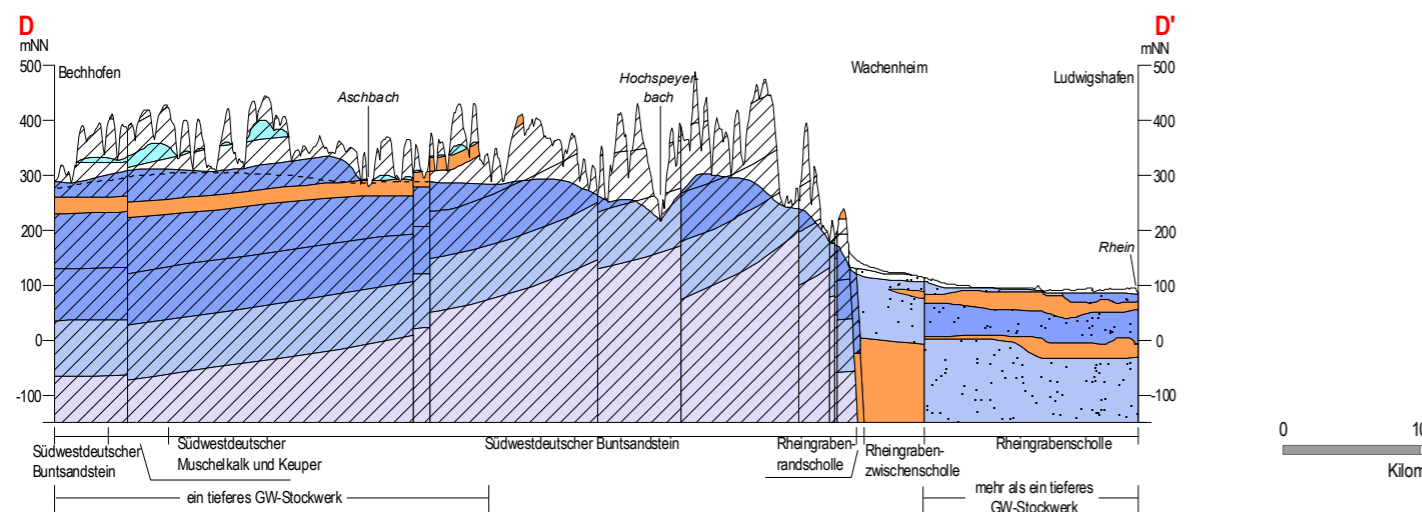 D
D'
mNN
mNN
500
Bechhofen
Hochspeyer-
bach
Wachenheim
Ludwigshafen
500
400
Aschbach
400
300
300
200
Rhein
200
100
100
0
0
-100
-100
Südwestdeutscher
Buntsandstein
Südwestdeutscher
Muschelkalk und Keuper
Südwestdeutscher Buntsandstein
Rheingraben-
randscholle
Rheingraben-
zwischenscholle
Rheingrabenscholle
ein tieferes GW-Stockwerk
mehr als ein tieferes
GW-Stockwerk
0
10
Kilom